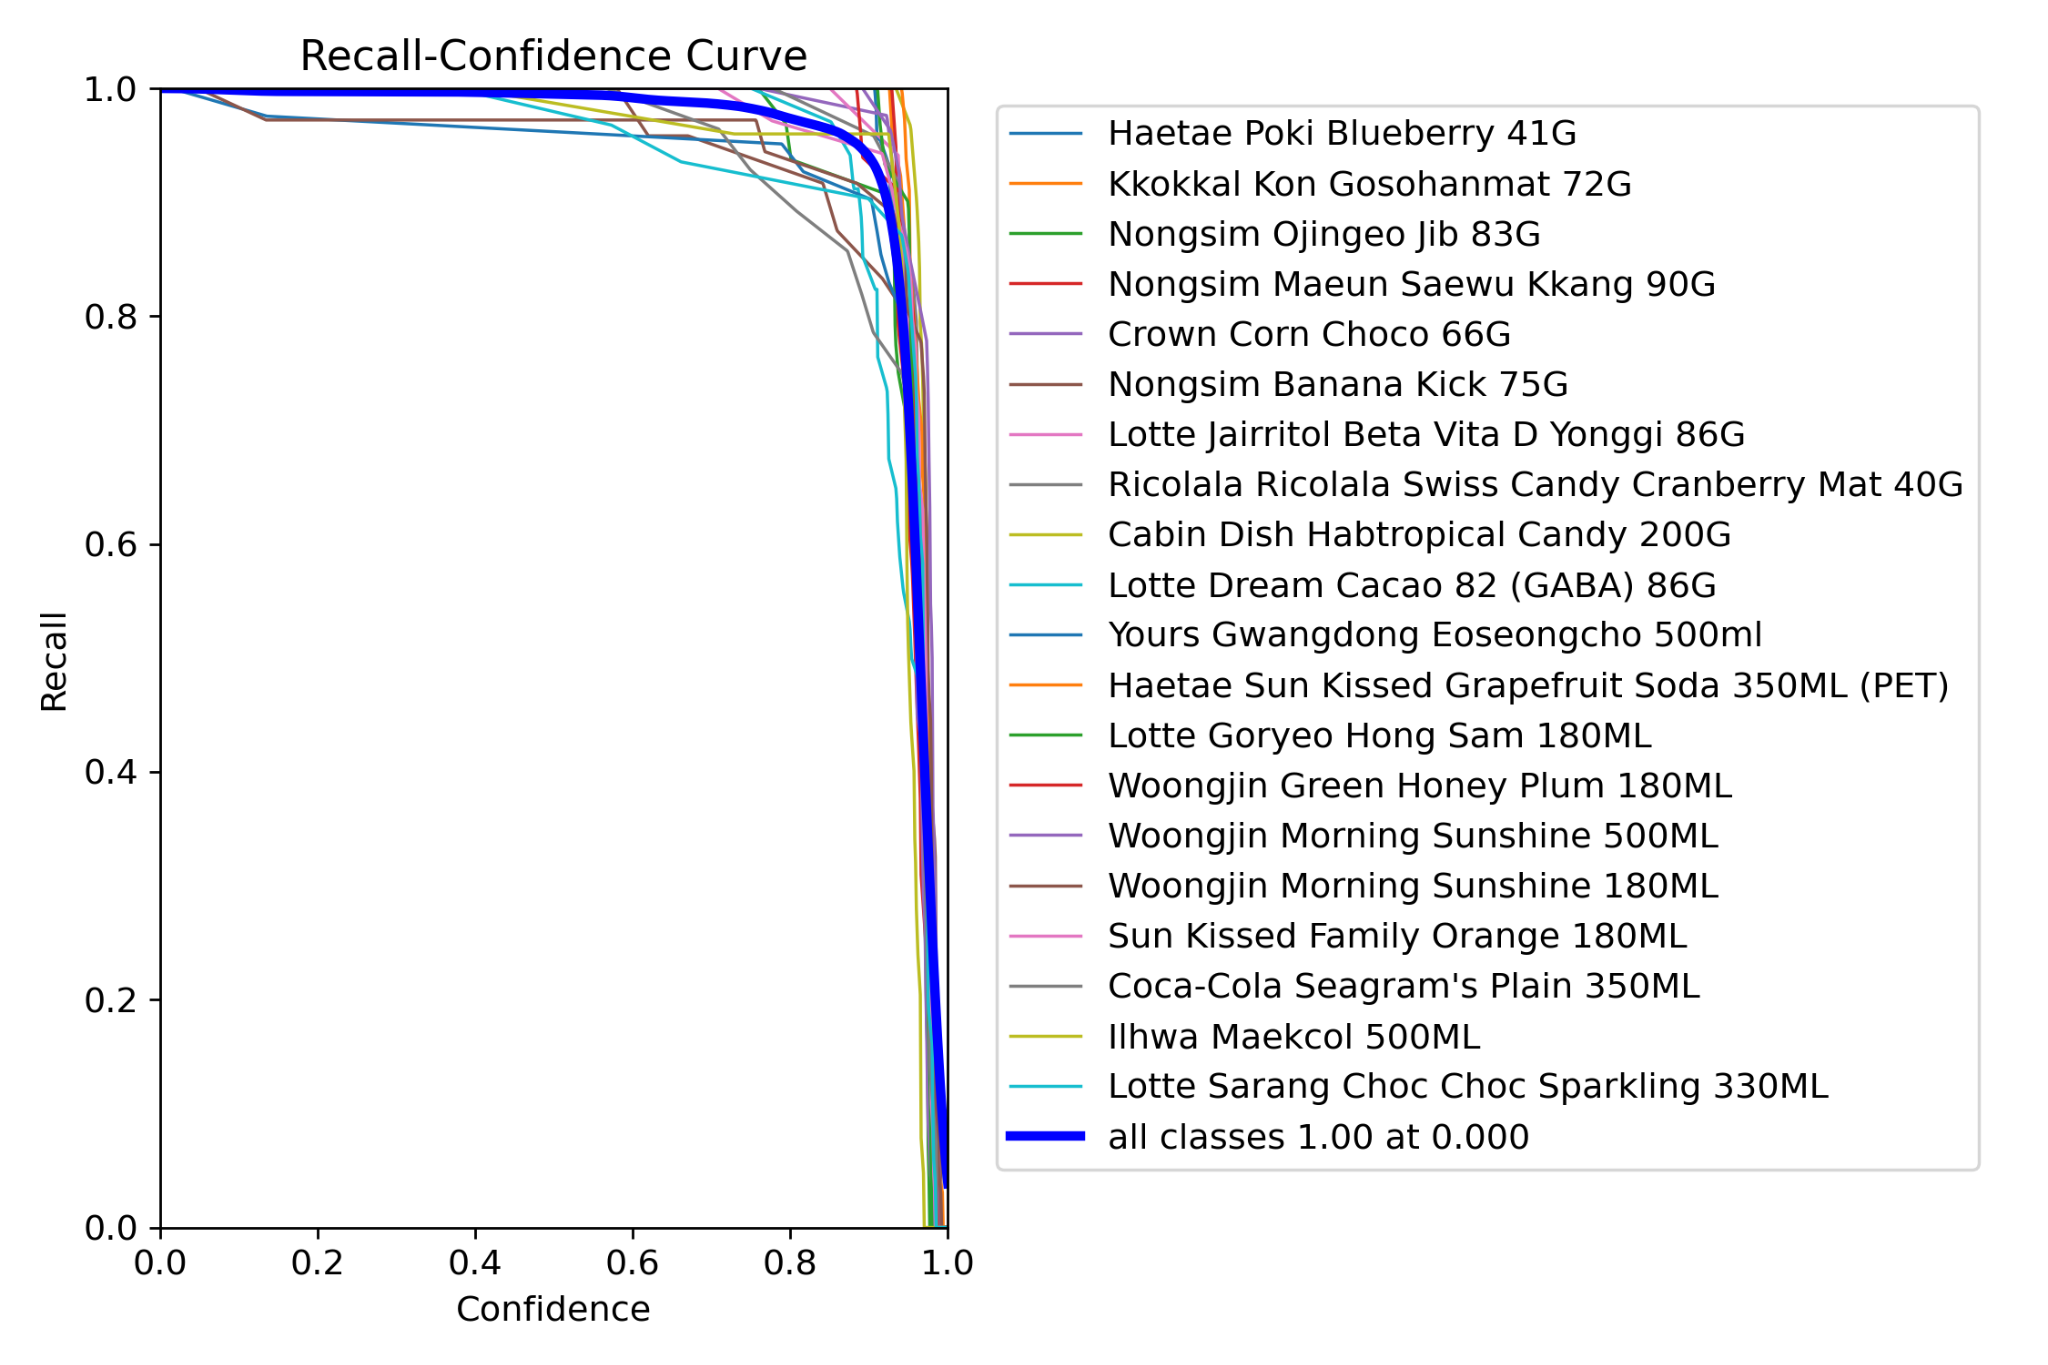 Recall-Confidence Curve
1.0
0.8
0.6
0.4
0.2
0.0
Recall
0.0 0.2 0.4 0.6 0.8 1.0
Confidence
Haetae Poki Blueberry 41G
Kkokkal Kon Gosohanmat 72G
Nongsim Ojingeo Jib 83G
Nongsim Maeun Saewu Kkang 90G
Crown Corn Choco 66G
Nongsim Banana Kick 75G
Lotte Jairritol Beta Vita D Yonggi 86G
Ricolala Ricolala Swiss Candy Cranberry Mat 40G
Cabin Dish Habtropical Candy 200G
Lotte Dream Cacao 82 (GABA) 86G
Yours Gwangdong Eoseongcho 500ml
Haetae Sun Kissed Grapefruit Soda 350ML (PET)
Lotte Goryeo Hong Sam 180ML
Woongjin Green Honey Plum 180ML
Woongjin Morning Sunshine 500ML
Woongjin Morning Sunshine 180ML
Sun Kissed Family Orange 180ML
Coca-Cola Seagram's Plain 350ML
Ilhwa Maekcol 500ML
Lotte Sarang Choc Choc Sparkling 330ML
all classes 1.00 at 0.000